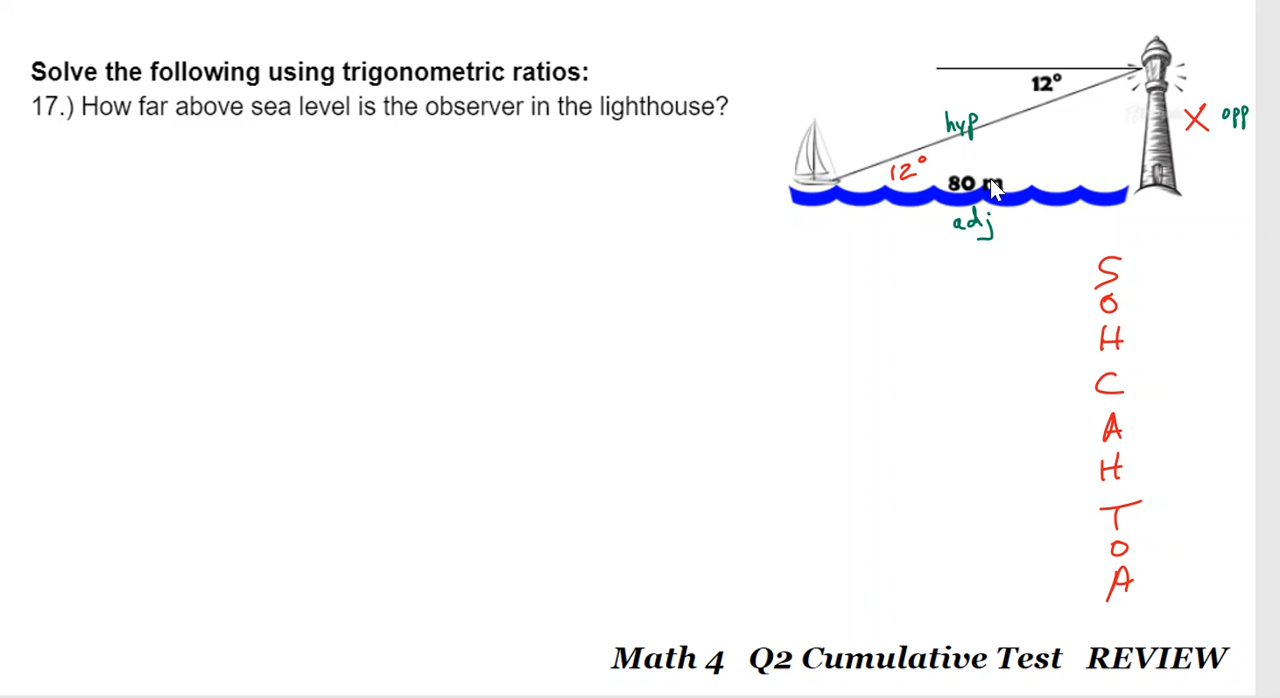 Solve the following using trigonometric ratios:
17.) How far above sea level is the observer in the lighthouse?
12°
hyp
X opp
12°
80 m
adj
S
O
H
C
A
H
T
O
A
Math 4 Q2 Cumulative Test REVIEW